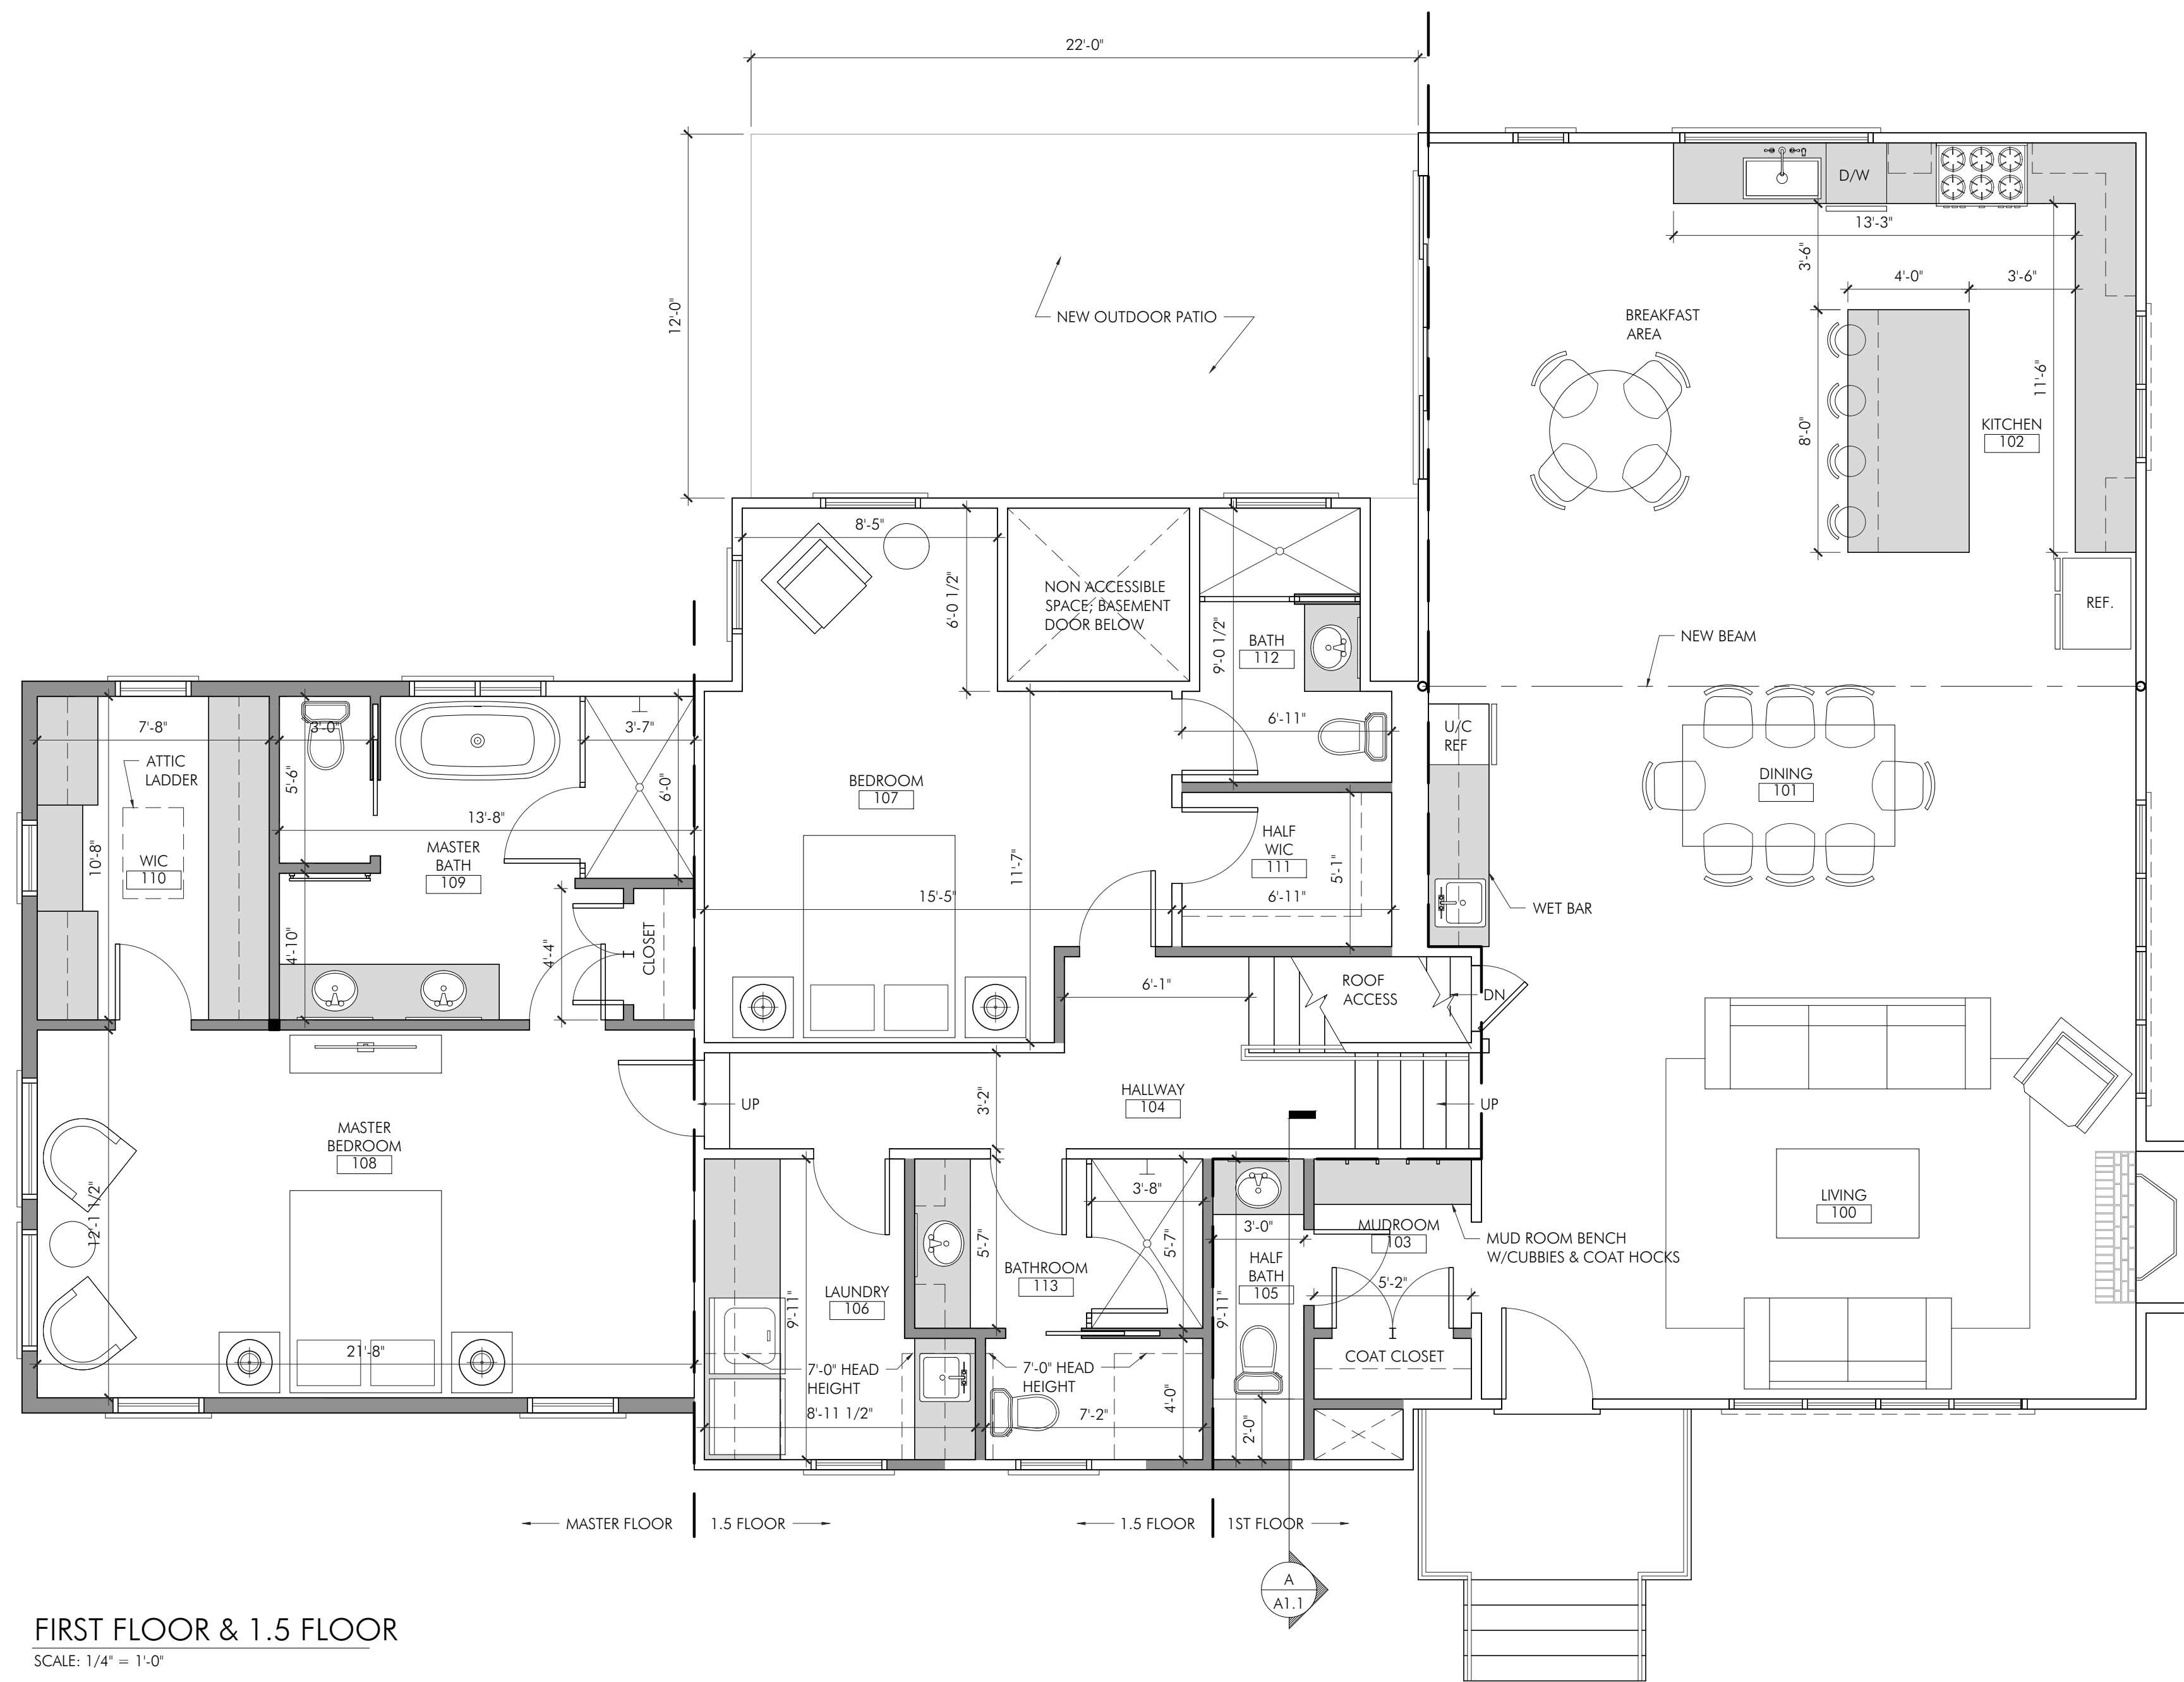 22'-0"
12'-0"
NEW OUTDOOR PATIO
D/W
13'-3"
3'-6"
4'-0"
3'-6"
BREAKFAST
AREA
8'-0"
11'-6"
KITCHEN
102
REF.
NEW BEAM
8'-5"
6'-0 1/2"
NON ACCESSIBLE
SPACE; BASEMENT
DOOR BELOW
9'-0 1/2"
BATH
112
6'-11"
U/C
REF
DINING
101
WET BAR
7'-8"
3'-0"
3'-7"
ATTIC
LADDER
5'-6"
6'-0"
13'-8"
10'-8"
WIC
110
MASTER
BATH
109
4'-10"
4'-4"
CLOSET
BEDROOM
107
11'-7"
15'-5"
HALF
WIC
111
5'-1"
6'-11"
6'-1"
ROOF
ACCESS
DN
MASTER
BEDROOM
108
12'-1 1/2"
21'-8"
UP
3'-2"
HALLWAY
104
UP
LIVING
100
3'-8"
5'-7"
5'-7"
BATHROOM
113
LAUNDRY
106
9'-11"
7'-0" HEAD
HEIGHT
8'-11 1/2"
7'-0" HEAD
HEIGHT
7'-2"
4'-0"
3'-0"
HALF
BATH
105
9'-11"
2'-0"
MUDROOM
103
5'-2"
MUD ROOM BENCH
W/CUBBIES & COAT HOCKS
COAT CLOSET
MASTER FLOOR
1.5 FLOOR
1.5 FLOOR
1ST FLOOR
A
A1.1
FIRST FLOOR & 1.5 FLOOR
SCALE: 1/4" = 1'-0"